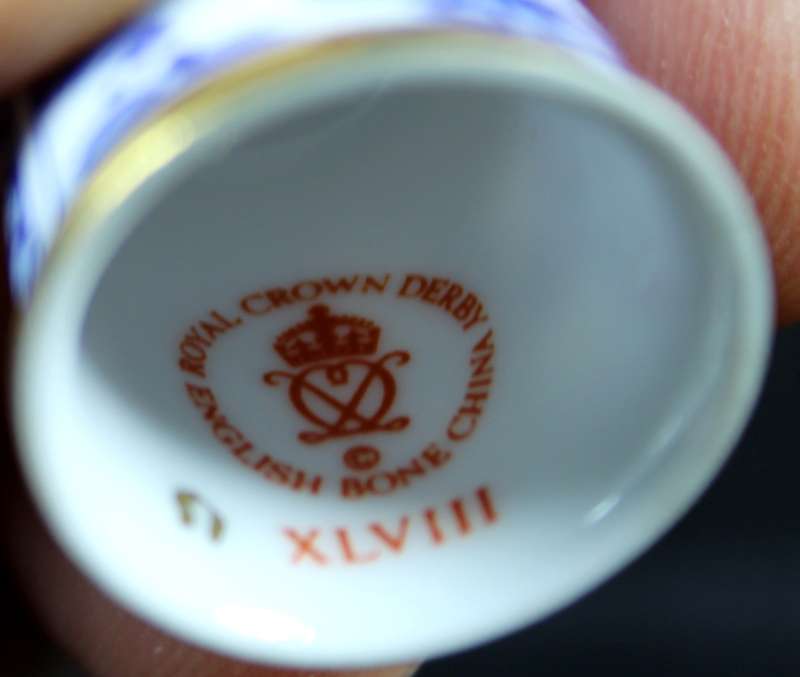 ROYAL CROWN DERBY
ENGLISH BONE CHINA
©
XLVIII